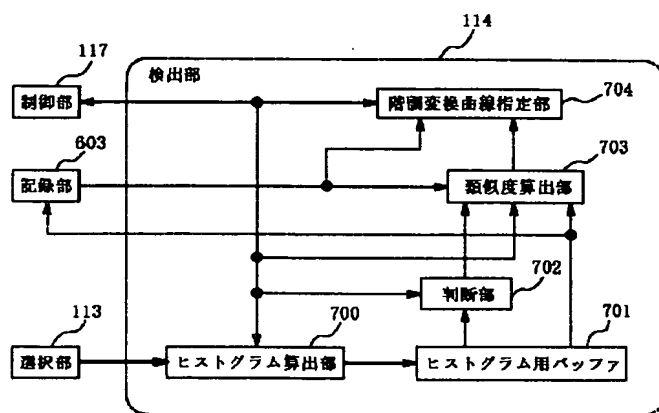 114
117
検出部
制御部
階調変換曲線指定部
704
603
703
記録部
類似度算出部
702
判断部
113
700
701
選択部
ヒストグラム算出部
ヒストグラム用バッファ